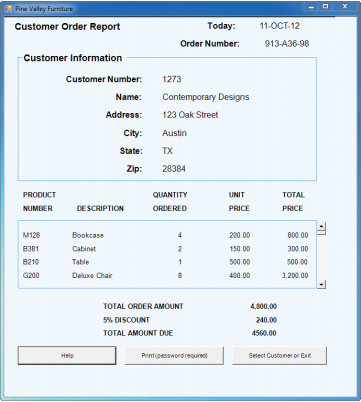 Pine Valley Furniture
Customer Order Report Today: 11-OCT-12
Order Number: 913-A36-98
Customer Information
Customer Number: 1273
Name: Contemporary Designs
Address: 123 Oak Street
City: Austin
State: TX
Zip: 28384
PRODUCT QUANTITY UNIT TOTAL
NUMBER DESCRIPTION ORDERED PRICE PRICE
M128 Bookcase 4 200.00 800.00
B381 Cabinet 2 150.00 300.00
B210 Table 1 500.00 500.00
G200 Deluxe Chair 8 400.00 3,200.00
TOTAL ORDER AMOUNT 4,800.00
5% DISCOUNT 240.00
TOTAL AMOUNT DUE 4560.00
Help Print (password required) Select Customer or Exit